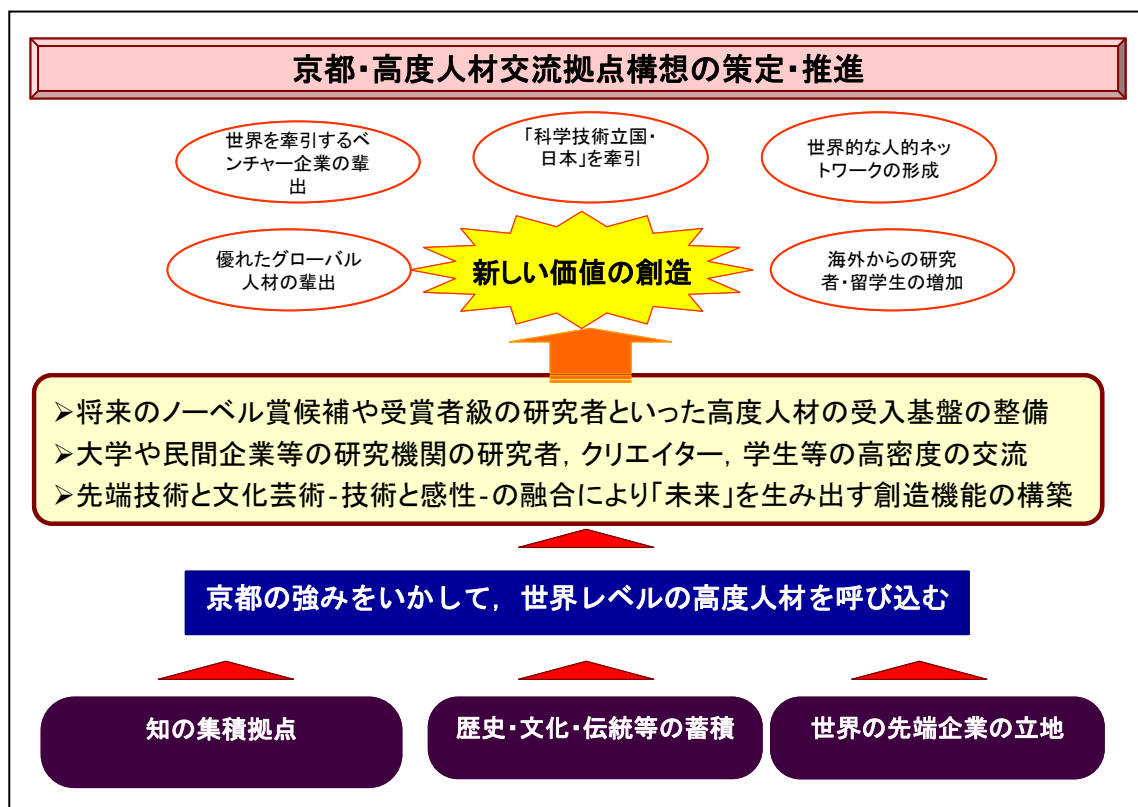 京都・高度人材交流拠点構想の策定・推進
世界を牽引するベ
ンチャー企業の輩
出
「科学技術立国・
日本」を牽引
世界的な人的ネッ
トワークの形成
優れたグローバル
人材の輩出
新しい価値の創造
海外からの研究
者・留学生の増加
➢将来のノーベル賞候補や受賞者級の研究者といった高度人材の受入基盤の整備
➢大学や民間企業等の研究機関の研究者，クリエイター，学生等の高密度の交流
➢先端技術と文化芸術-技術と感性-の融合により「未来」を生み出す創造機能の構築
京都の強みをいかして，世界レベルの高度人材を呼び込む
知の集積拠点
歴史・文化・伝統等の蓄積
世界の先端企業の立地